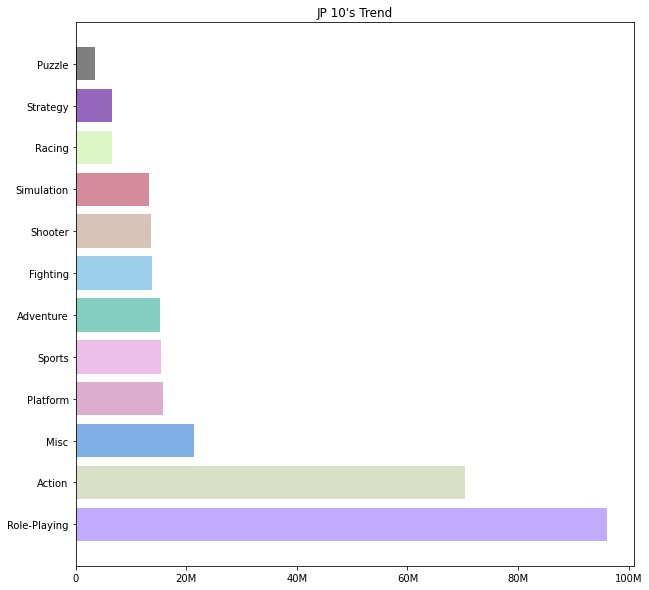 JP 10's Trend
Puzzle
Strategy
Racing
Simulation
Shooter
Fighting
Adventure
Sports
Platform
Misc
Action
Role-Playing
0 20M 40M 60M 80M 100M